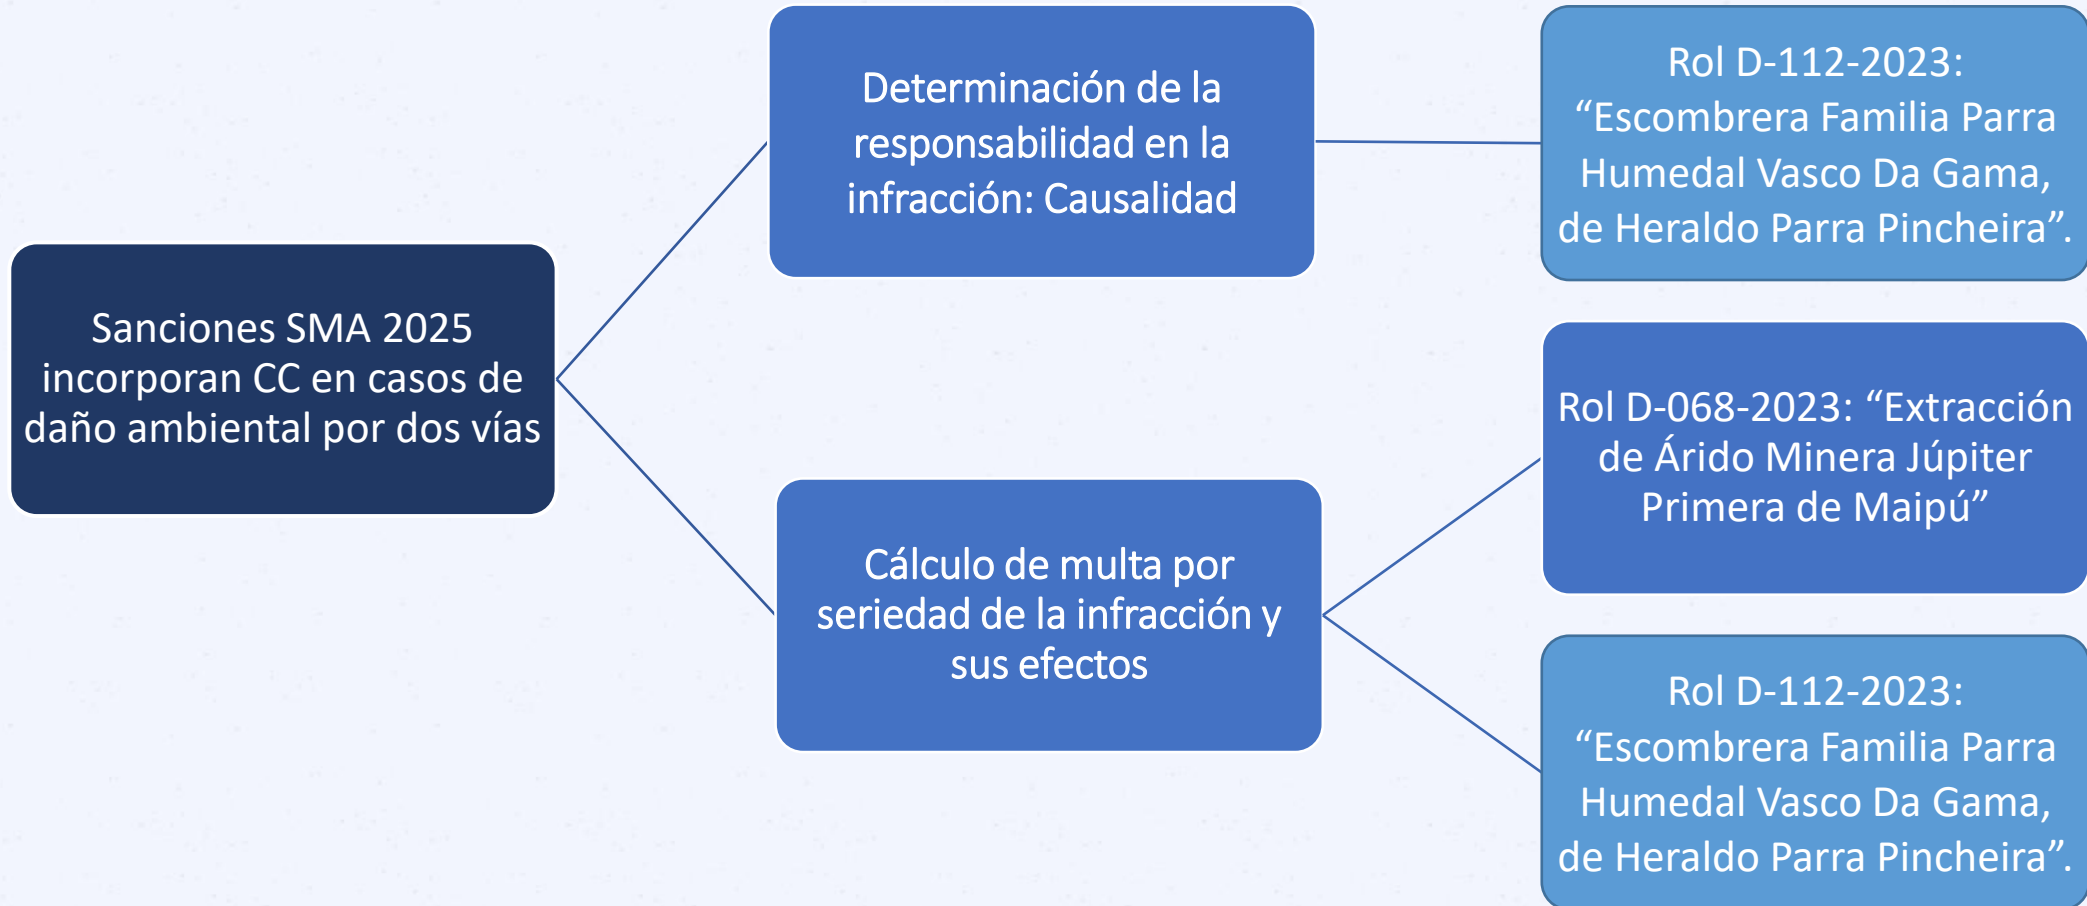 Sanciones SMA 2025
incorporan CC en casos de
daño ambiental por dos vías
Determinación de la
responsabilidad en la
infracción: Causalidad
Rol D-112-2023:
“Escombrera Familia Parra
Humedal Vasco Da Gama,
de Heraldo Parra Pincheira”.
Cálculo de multa por
seriedad de la infracción y
sus efectos
Rol D-068-2023: “Extracción
de Árido Minera Júpiter
Primera de Maipú”
Rol D-112-2023:
“Escombrera Familia Parra
Humedal Vasco Da Gama,
de Heraldo Parra Pincheira”.